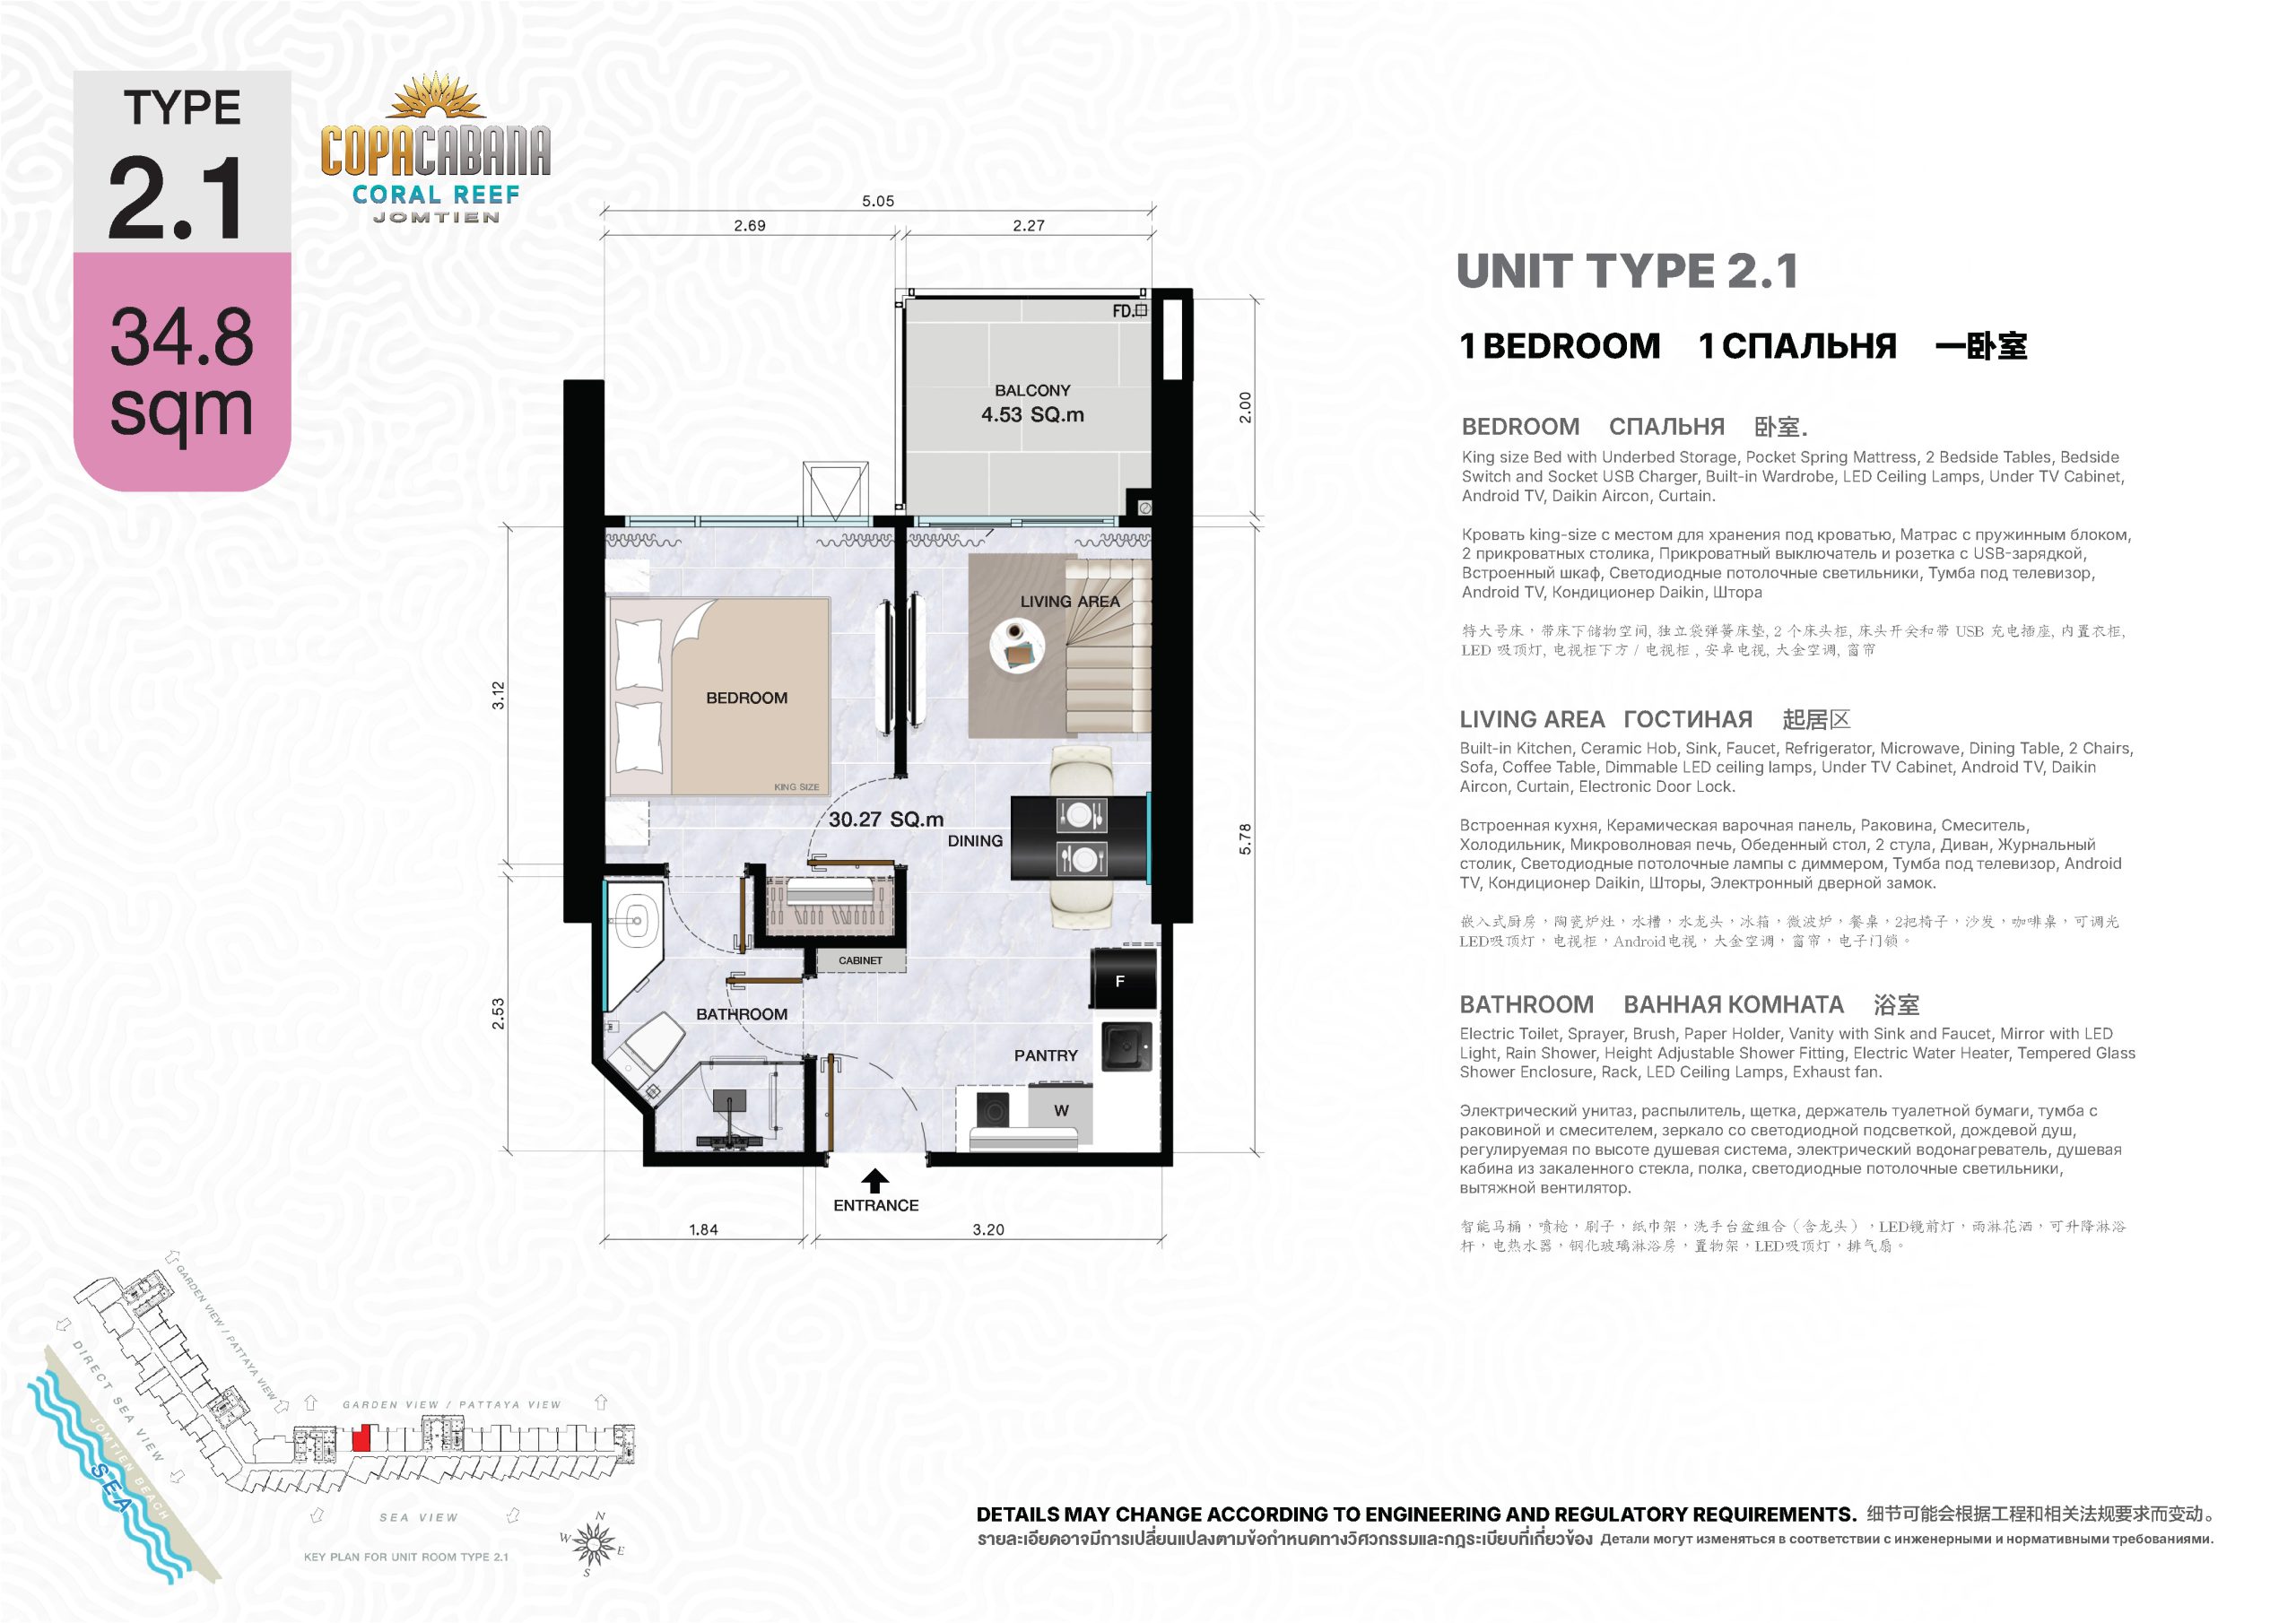 TYPE
2.1
34.8
sqm
COPACABANA
CORAL REEF
JOMTIEN
5.05
2.69
2.27
FD.
BALCONY
4.53 SQ.m
2.00
LIVING AREA
BEDROOM
KING SIZE
3.12
30.27 SQ.m
DINING
5.78
CABINET
F
BATHROOM
2.53
PANTRY
W
ENTRANCE
1.84
3.20
UNIT TYPE 2.1
1 BEDROOM 1 СПАЛЬНЯ 一卧室
BEDROOM СПАЛЬНЯ 卧室.
King size Bed with Underbed Storage, Pocket Spring Mattress, 2 Bedside Tables, Bedside
Switch and Socket USB Charger, Built-in Wardrobe, LED Ceiling Lamps, Under TV Cabinet,
Android TV, Daikin Aircon, Curtain.
Кровать king-size с местом для хранения под кроватью, Матрас с пружинным блоком,
2 прикроватных столика, Прикроватный выключатель и розетка с USB-зарядкой,
Встроенный шкаф, Светодиодные потолочные светильники, Тумба под телевизор,
Android TV, Кондиционер Daikin, Штора
特大号床，带床下储物空间, 独立袋弹簧床垫, 2 个床头柜, 床头开关和带 USB 充电插座, 内置衣柜,
LED 吸顶灯, 电视柜下方 / 电视柜 , 安卓电视, 大金空调, 窗帘
LIVING AREA ГОСТИНАЯ 起居区
Built-in Kitchen, Ceramic Hob, Sink, Faucet, Refrigerator, Microwave, Dining Table, 2 Chairs,
Sofa, Coffee Table, Dimmable LED ceiling lamps, Under TV Cabinet, Android TV, Daikin
Aircon, Curtain, Electronic Door Lock.
Встроенная кухня, Керамическая варочная панель, Раковина, Смеситель,
Холодильник, Микроволновая печь, Обеденный стол, 2 стула, Диван, Журнальный
столик, Светодиодные потолочные лампы с диммером, Тумба под телевизор, Android
TV, Кондиционер Daikin, Шторы, Электронный дверной замок.
嵌入式厨房，陶瓷炉灶，水槽，水龙头，冰箱，微波炉，餐桌，2把椅子，沙发，咖啡桌，可调光
LED吸顶灯，电视柜，Android电视，大金空调，窗帘，电子门锁。
BATHROOM ВАННАЯ КОМНАТА 浴室
Electric Toilet, Sprayer, Brush, Paper Holder, Vanity with Sink and Faucet, Mirror with LED
Light, Rain Shower, Height Adjustable Shower Fitting, Electric Water Heater, Tempered Glass
Shower Enclosure, Rack, LED Ceiling Lamps, Exhaust fan.
Электрический унитаз, распылитель, щетка, держатель туалетной бумаги, тумба с
раковиной и смесителем, зеркало со светодиодной подсветкой, дождевой душ,
регулируемая по высоте душевая система, электрический водонагреватель, душевая
кабина из закаленного стекла, полка, светодиодные потолочные светильники,
вытяжной вентилятор.
智能马桶，喷枪，刷子，纸巾架，洗手台盆组合（含龙头），LED镜前灯，雨淋花洒，可升降淋浴
杆，电热水器，钢化玻璃淋浴房，置物架，LED吸顶灯，排气扇。
GARDEN VIEW / PATTAYA VIEW
DIRECT SEA VIEW
JOMTIEN BEACH
SEA
GARDEN VIEW / PATTAYA VIEW
SEA VIEW
N
W
E
S
KEY PLAN FOR UNIT ROOM TYPE 2.1
DETAILS MAY CHANGE ACCORDING TO ENGINEERING AND REGULATORY REQUIREMENTS. 细节可能会根据工程和相关法规要求而变动。
รายละเอียดอาจมีการเปลี่ยนแปลงตามข้อกำหนดทางวิศวกรรมและกฎระเบียบที่เกี่ยวข้อง Детали могут изменяться в соответствии с инженерными и нормативными требованиями.